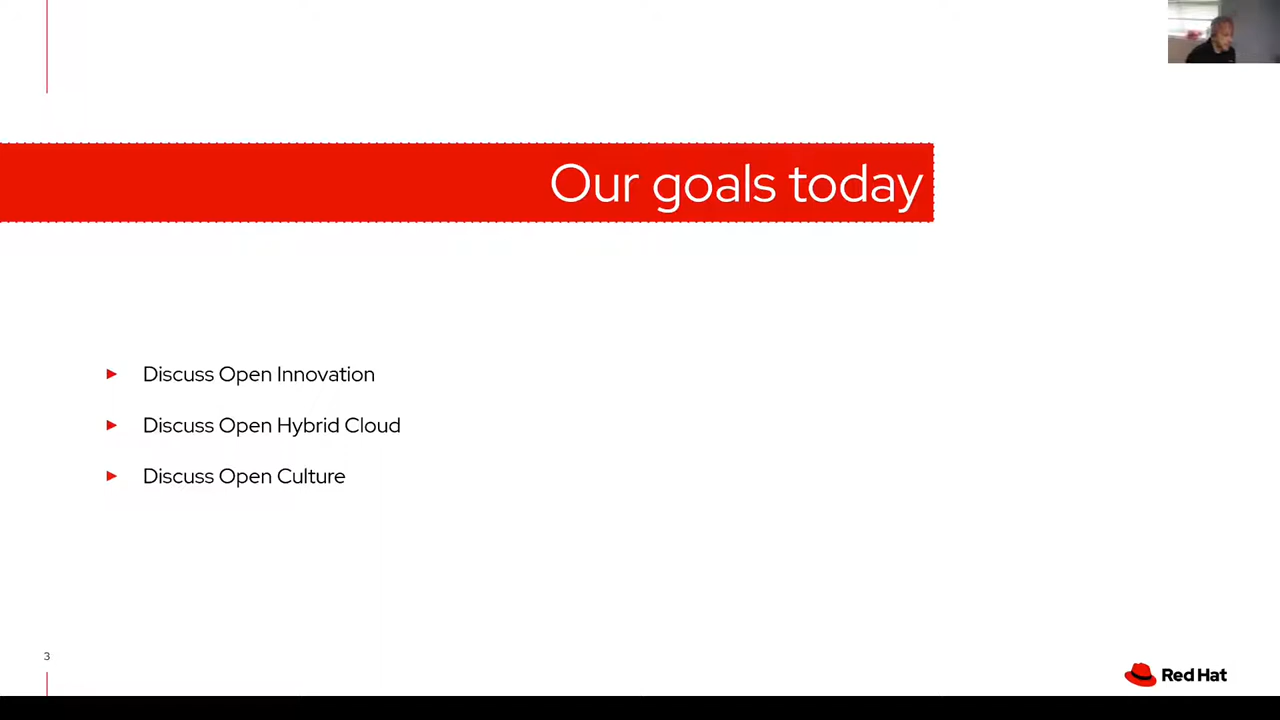 Our goals today
Discuss Open Innovation
Discuss Open Hybrid Cloud
Discuss Open Culture
3
Red Hat